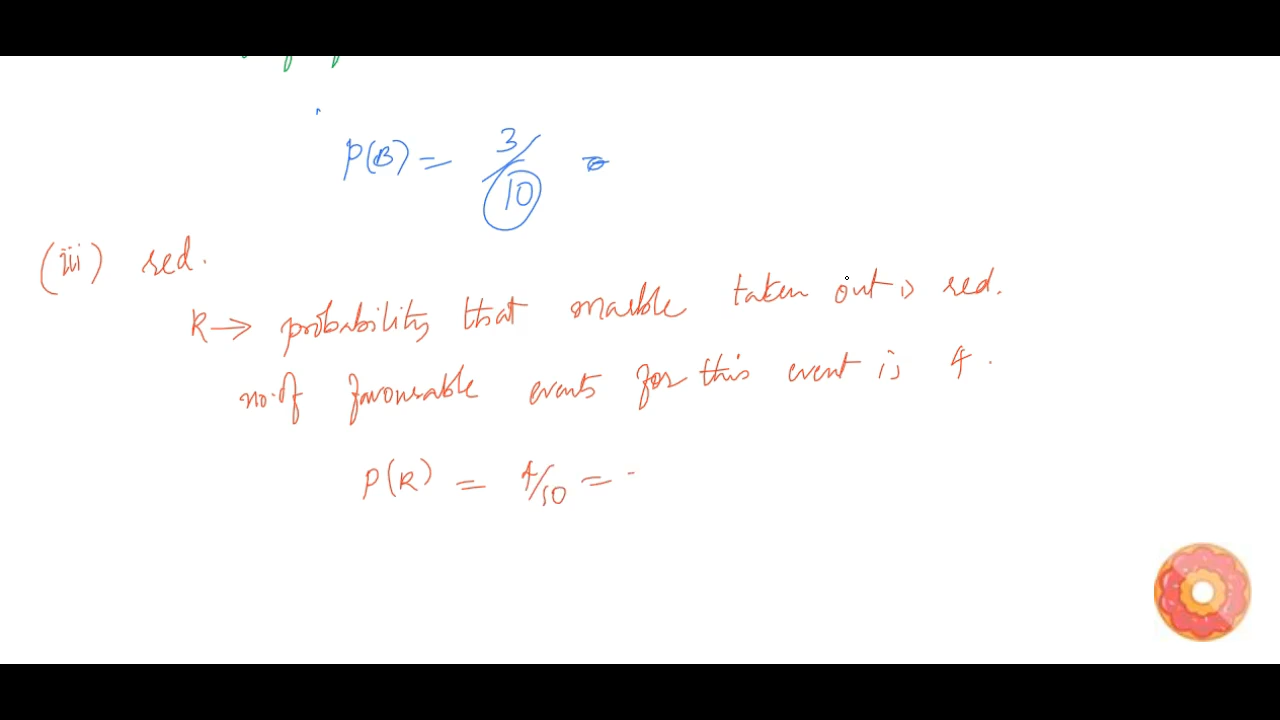 P(B) = 3/10
(iii) red.
R → probability that marble taken out is red.
no. of favourable events for this event is 4.
P(R) = 4/10 =